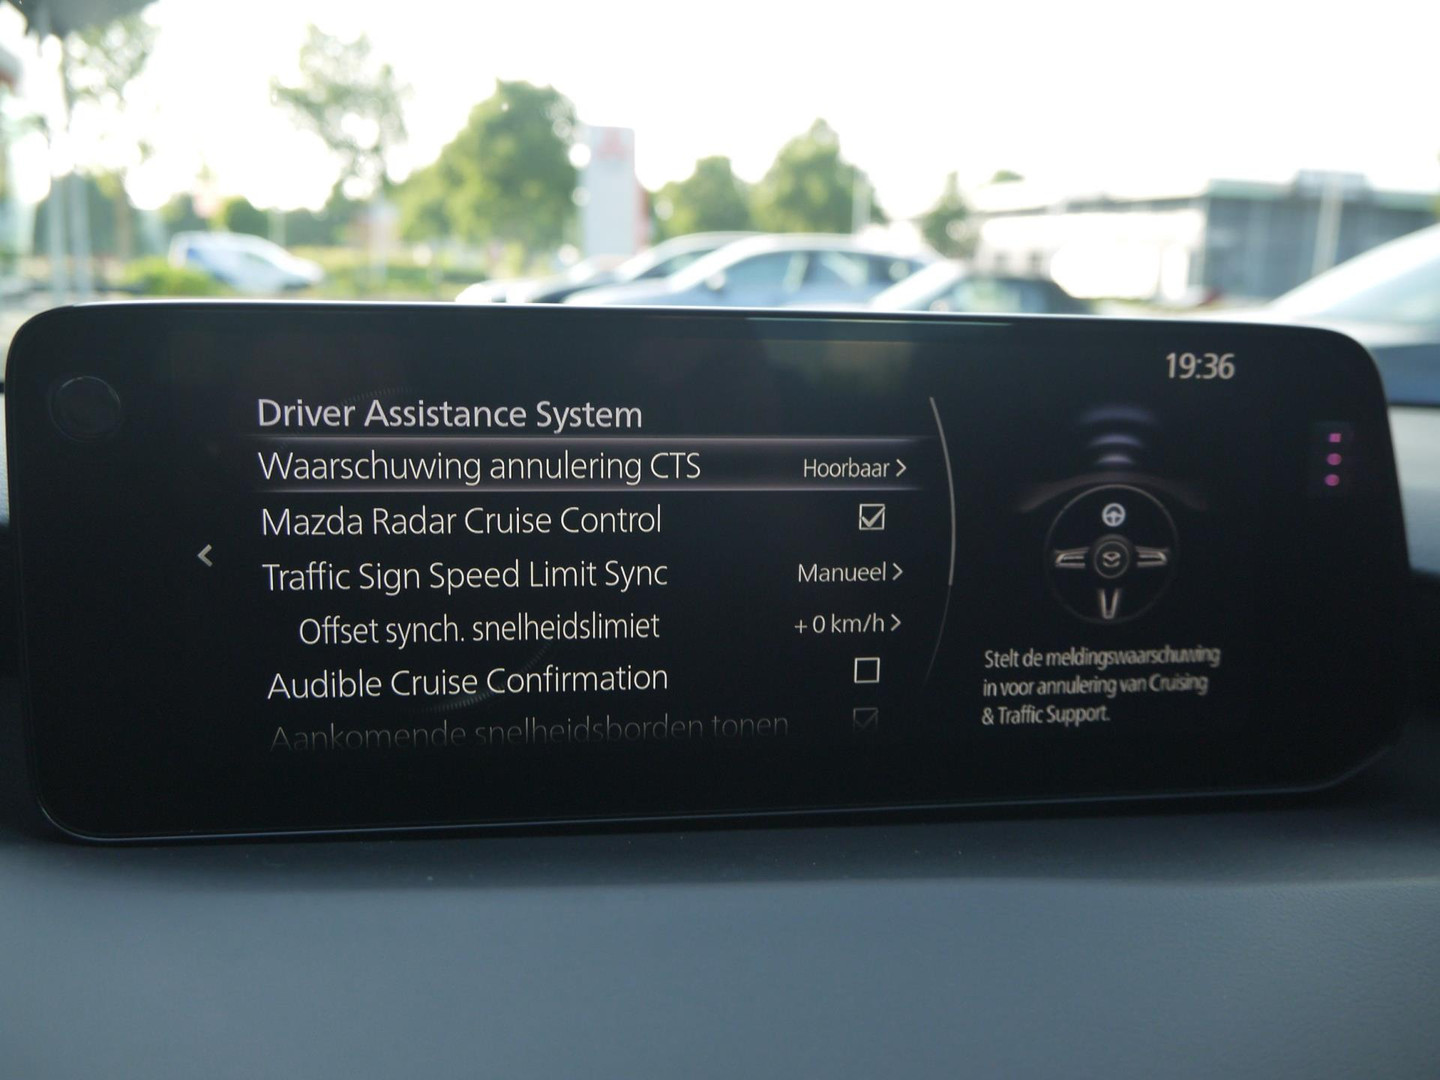 19:36
Driver Assistance System
Waarschuwing annulering CTS Hoorbaar >
Mazda Radar Cruise Control
Traffic Sign Speed Limit Sync Manueel >
Offset synch. snelheidslimiet + 0 km/h >
Audible Cruise Confirmation
Aankomende snelheidsborden tonen
Stelt de meldingswaarschuwing
in voor annulering van Cruising
& Traffic Support.